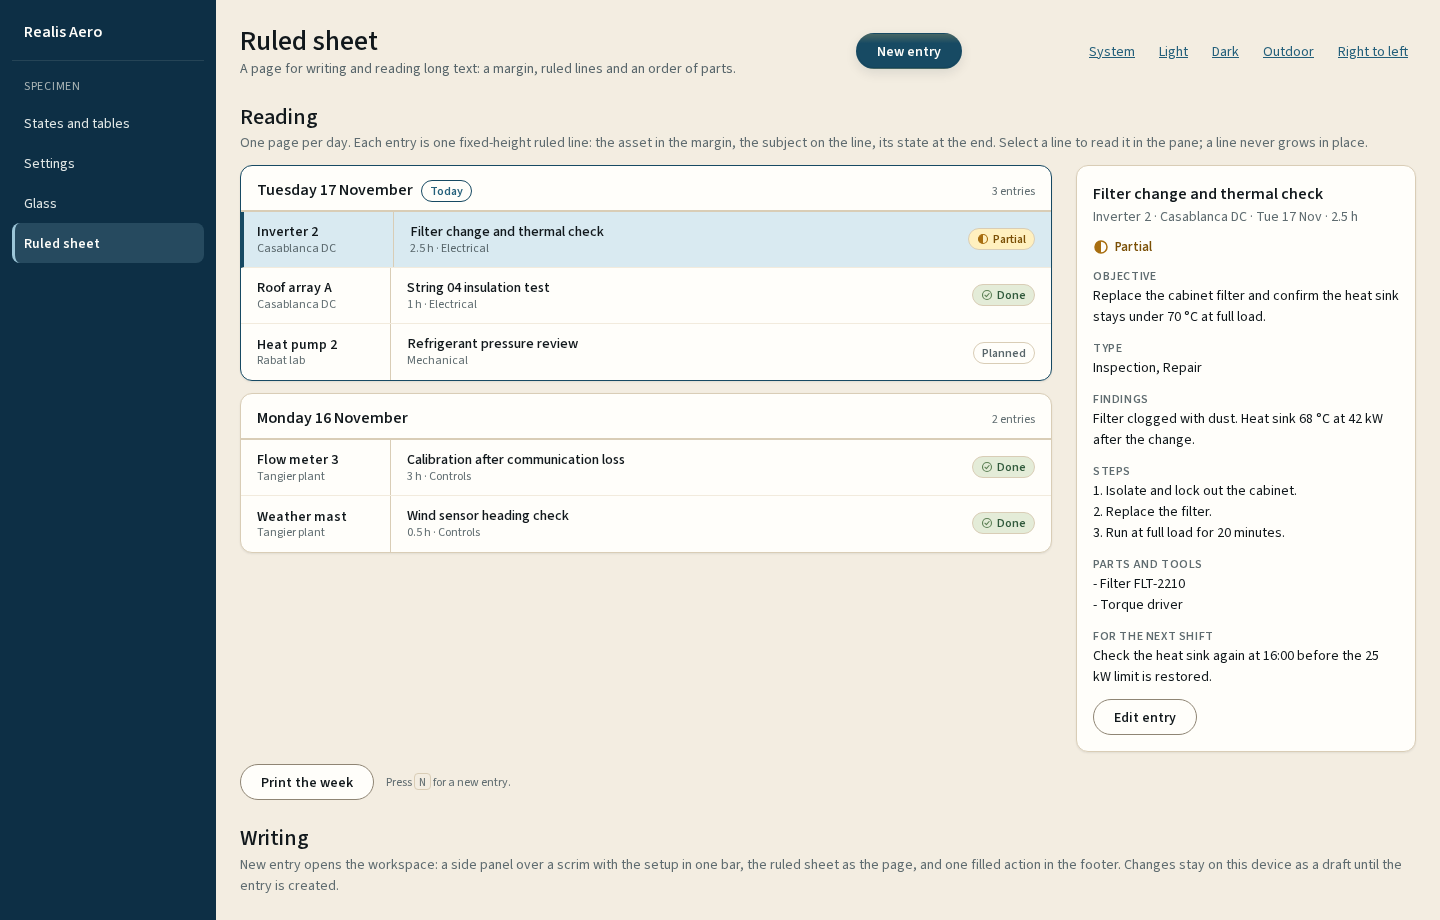 Realis Aero
SPECIMEN
States and tables
Settings
Glass
Ruled sheet
Ruled sheet
A page for writing and reading long text: a margin, ruled lines and an order of parts.
New entry
System
Light
Dark
Outdoor
Right to left
Reading
One page per day. Each entry is one fixed-height ruled line: the asset in the margin, the subject on the line, its state at the end. Select a line to read it in the pane; a line never grows in place.
Tuesday 17 November
Today
3 entries
Inverter 2
Casablanca DC
Filter change and thermal check
2.5 h · Electrical
Partial
Roof array A
Casablanca DC
String 04 insulation test
1 h · Electrical
Done
Heat pump 2
Rabat lab
Refrigerant pressure review
Mechanical
Planned
Monday 16 November
2 entries
Flow meter 3
Tangier plant
Calibration after communication loss
3 h · Controls
Done
Weather mast
Tangier plant
Wind sensor heading check
0.5 h · Controls
Done
Filter change and thermal check
Inverter 2 · Casablanca DC · Tue 17 Nov · 2.5 h
Partial
OBJECTIVE
Replace the cabinet filter and confirm the heat sink
stays under 70 °C at full load.
TYPE
Inspection, Repair
FINDINGS
Filter clogged with dust. Heat sink 68 °C at 42 kW
after the change.
STEPS
1. Isolate and lock out the cabinet.
2. Replace the filter.
3. Run at full load for 20 minutes.
PARTS AND TOOLS
- Filter FLT-2210
- Torque driver
FOR THE NEXT SHIFT
Check the heat sink again at 16:00 before the 25
kW limit is restored.
Edit entry
Print the week
Press N for a new entry.
Writing
New entry opens the workspace: a side panel over a scrim with the setup in one bar, the ruled sheet as the page, and one filled action in the footer. Changes stay on this device as a draft until the
entry is created.